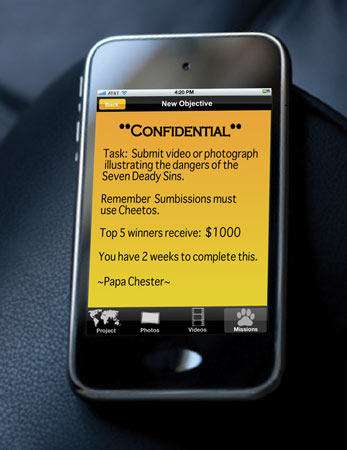 AT&T 4:20 PM
Back New Objective
""CONFIDENTIAL""
Task: Submit video or photograph
illustrating the dangers of the
Seven Deady Sins.
Remember Sumbissions must
use Cheetos.
Top 5 winners receive: $1000
You have 2 weeks to complete this.
~Papa Chester~
Project Photos Videos Missions